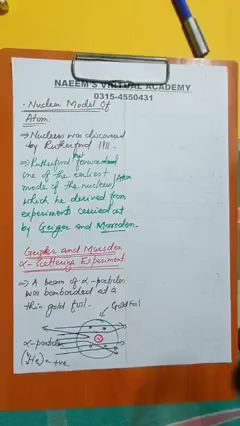 NAEEM'S VIRTUAL ACADEMY
0315-4550431
Nuclear Model Of
Atom:
→ Nucleus was discovered
by Rutherford 1911.
→ Rutherford put forward
one of the earliest
model of the nucleus/Atom
which he derived from
experiments carried out
by Geiger and Marsden.
Geiger and Marsden
α-Scattering Experiment
→ A beam of α-particles
was bombarded at a
thin gold foil.
Gold Foil
α-particles
+ve